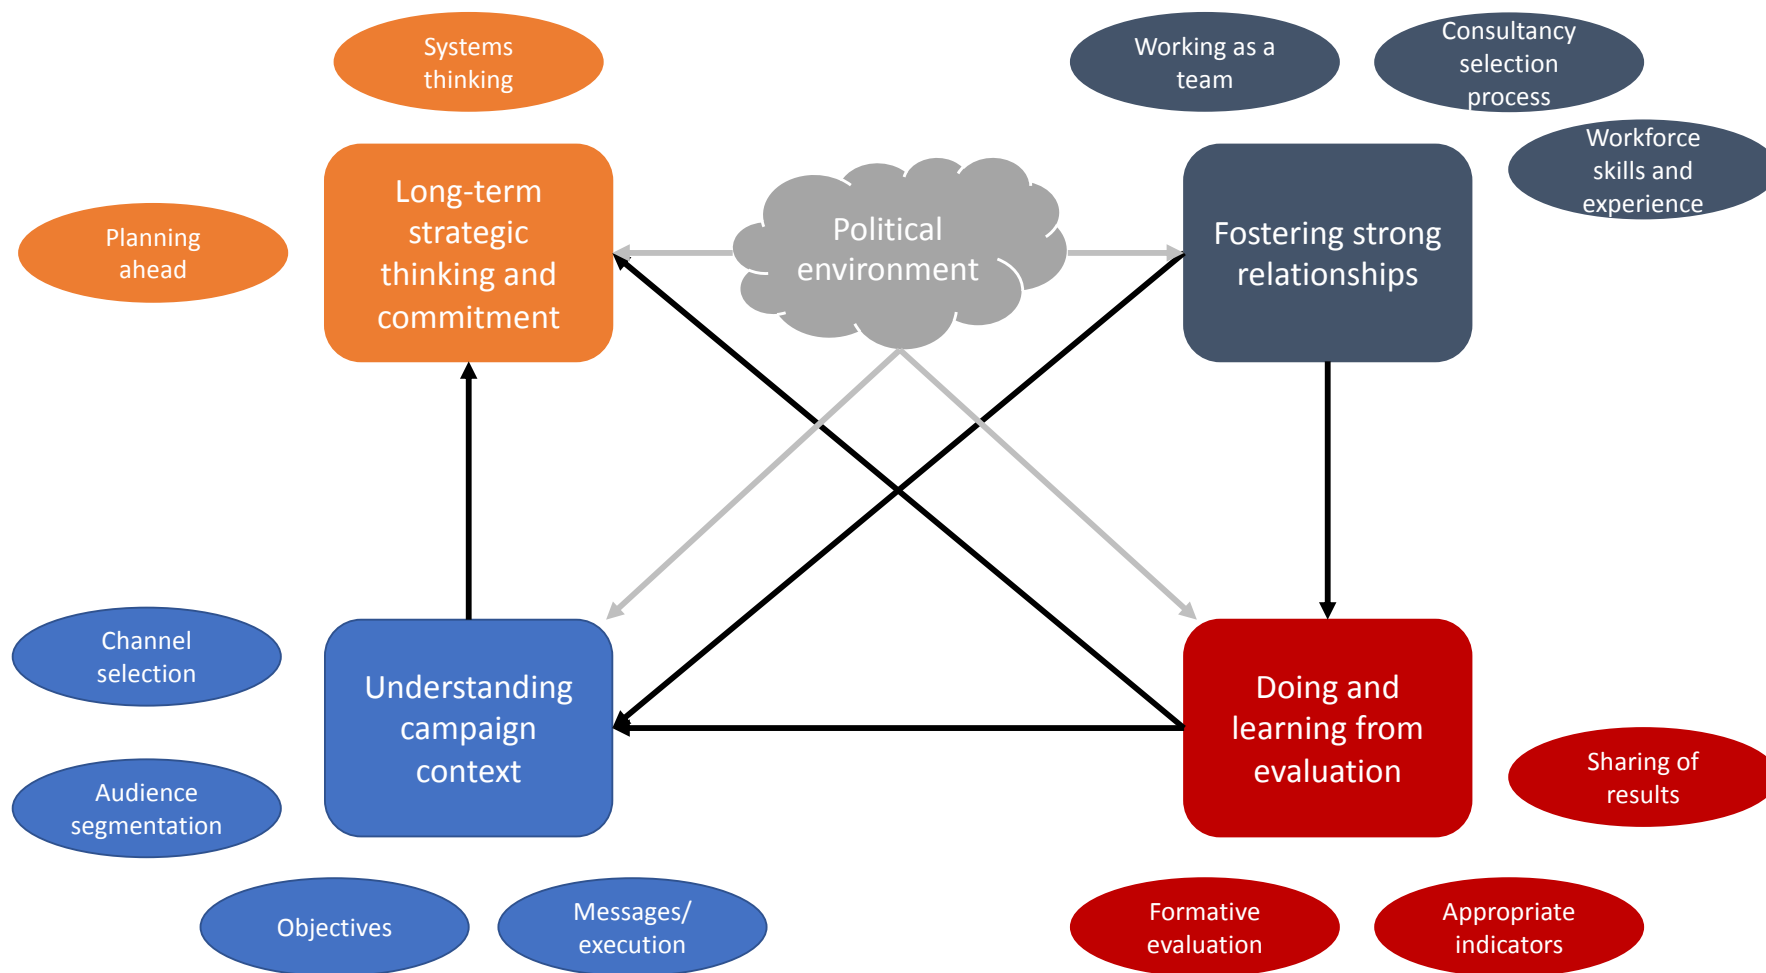 Systems
thinking
Working as a
team
Consultancy
selection
process
Workforce
skills and
experience
Planning
ahead
Long-term
strategic
thinking and
commitment
Political
environment
Fostering strong
relationships
Channel
selection
Understanding
campaign
context
Doing and
learning from
evaluation
Sharing of
results
Audience
segmentation
Objectives
Messages/
execution
Formative
evaluation
Appropriate
indicators